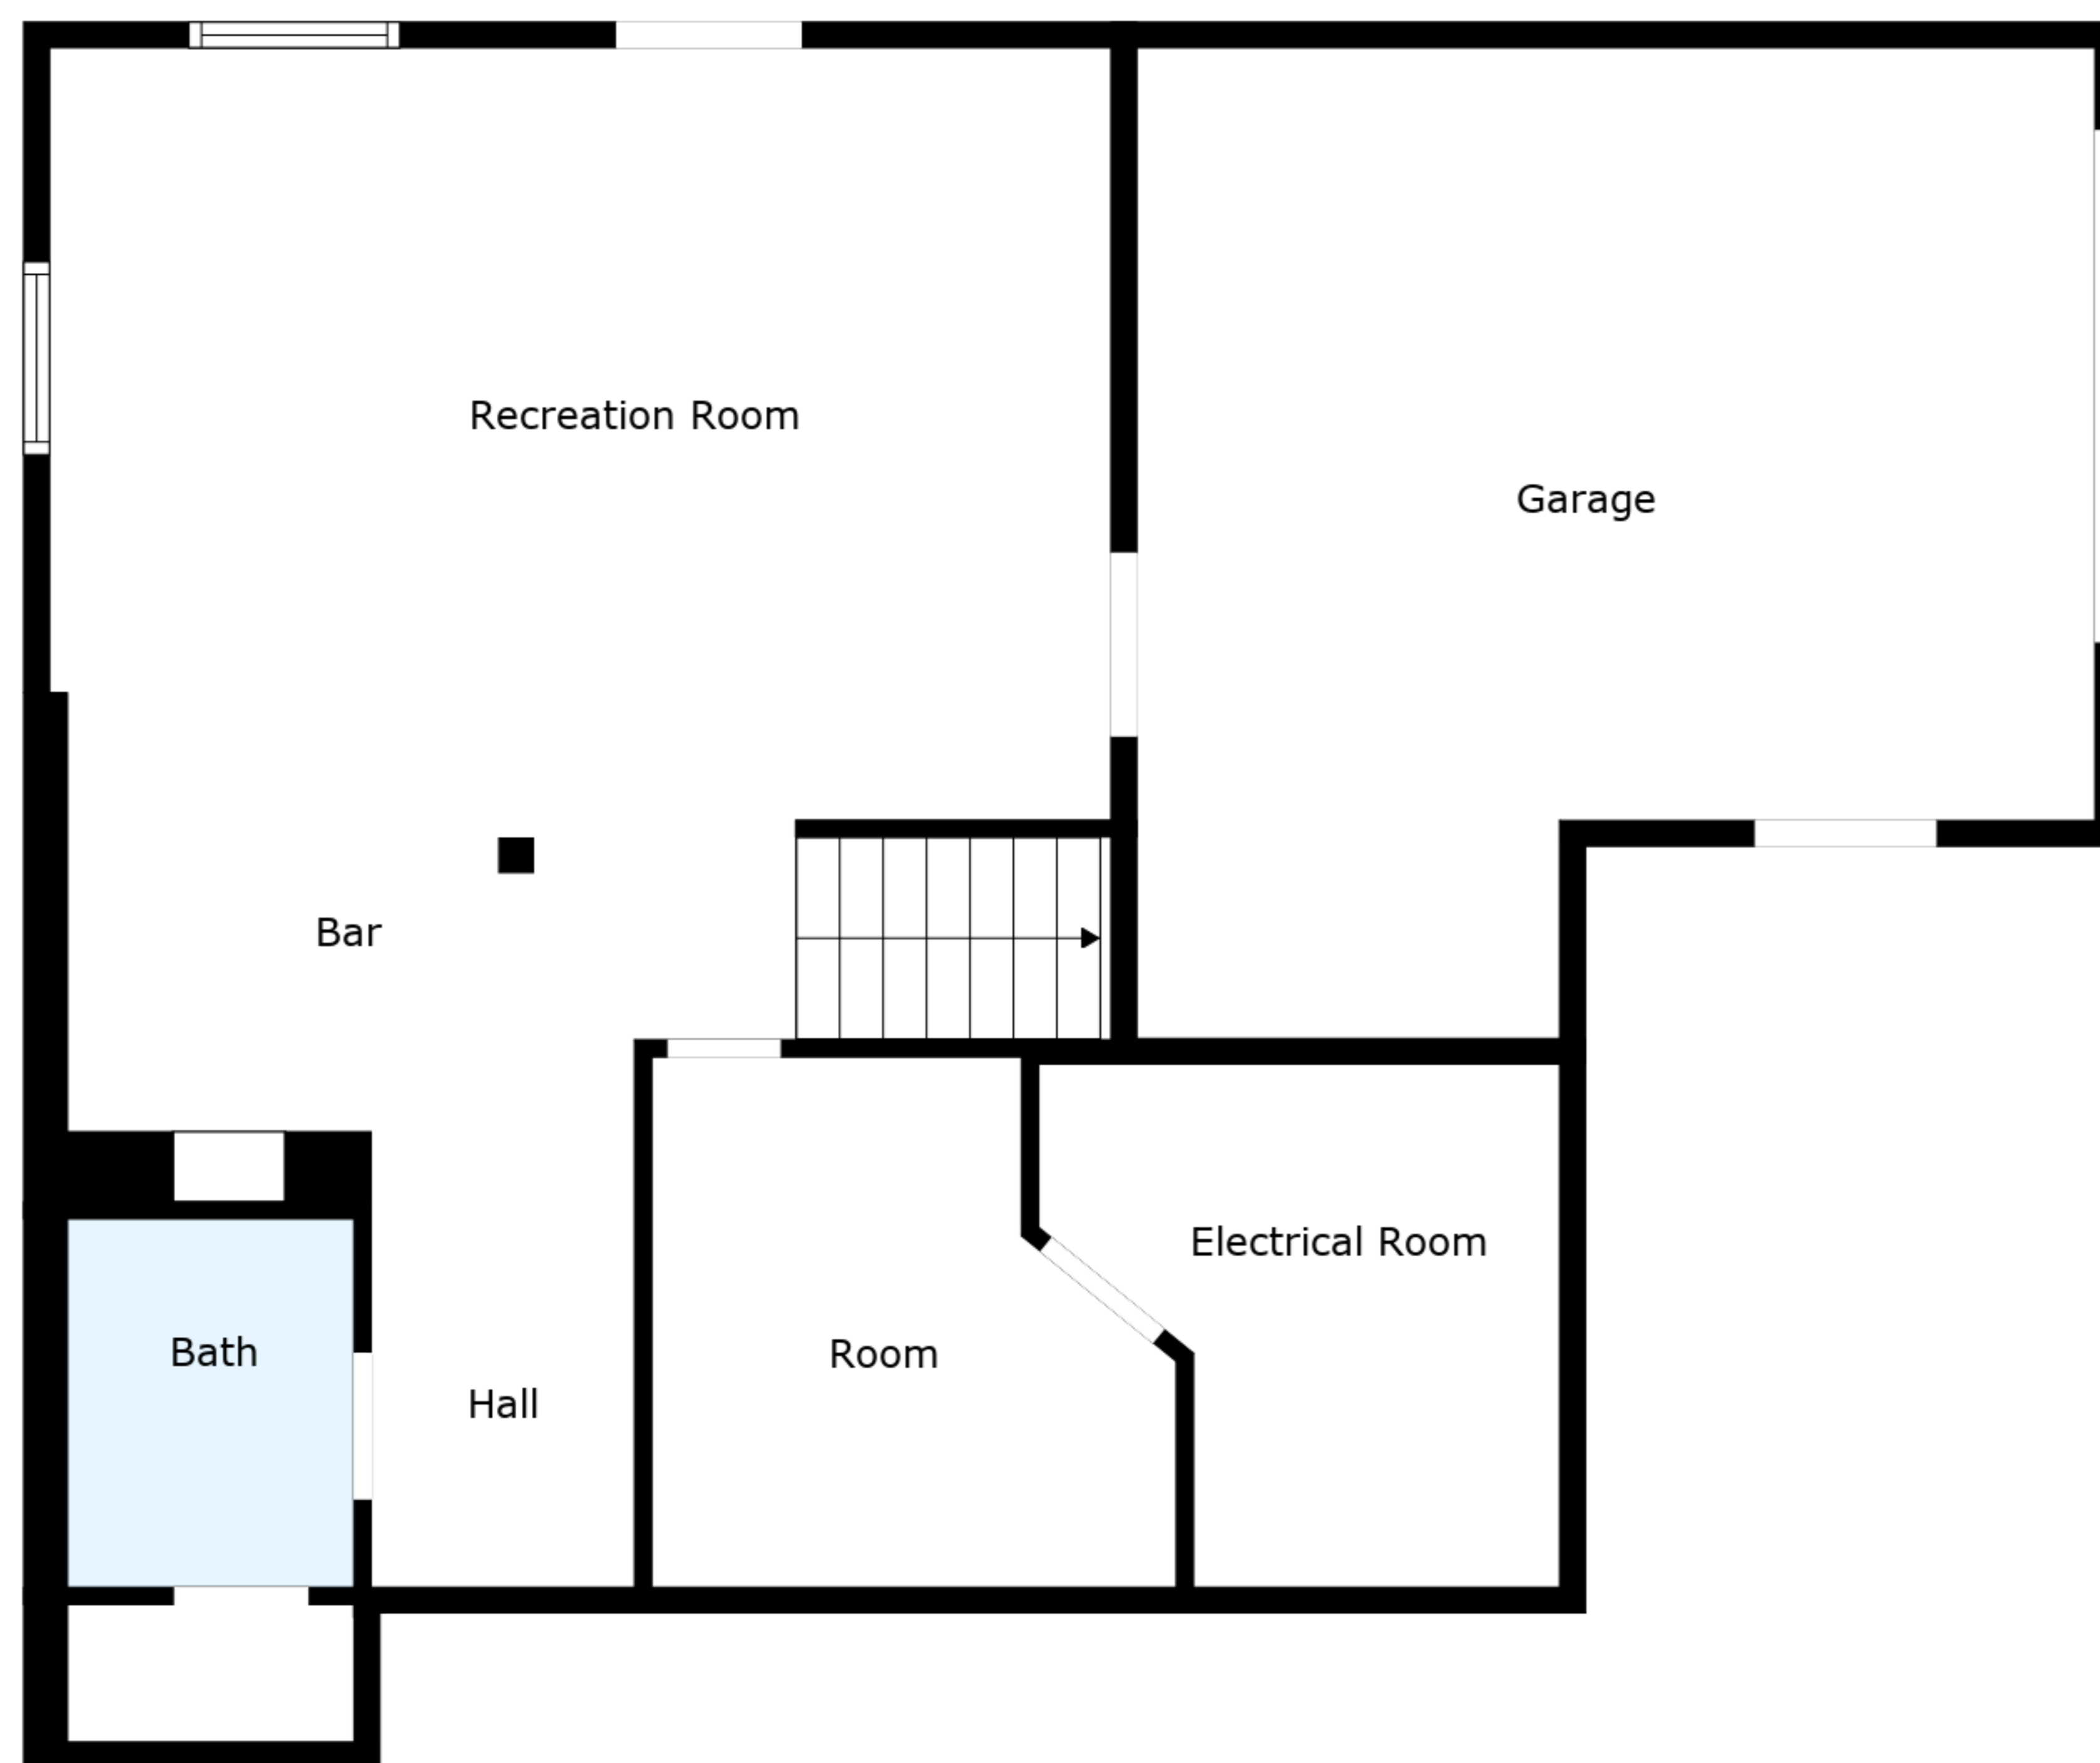 Recreation Room
Garage
Bar
Electrical Room
Bath
Room
Hall